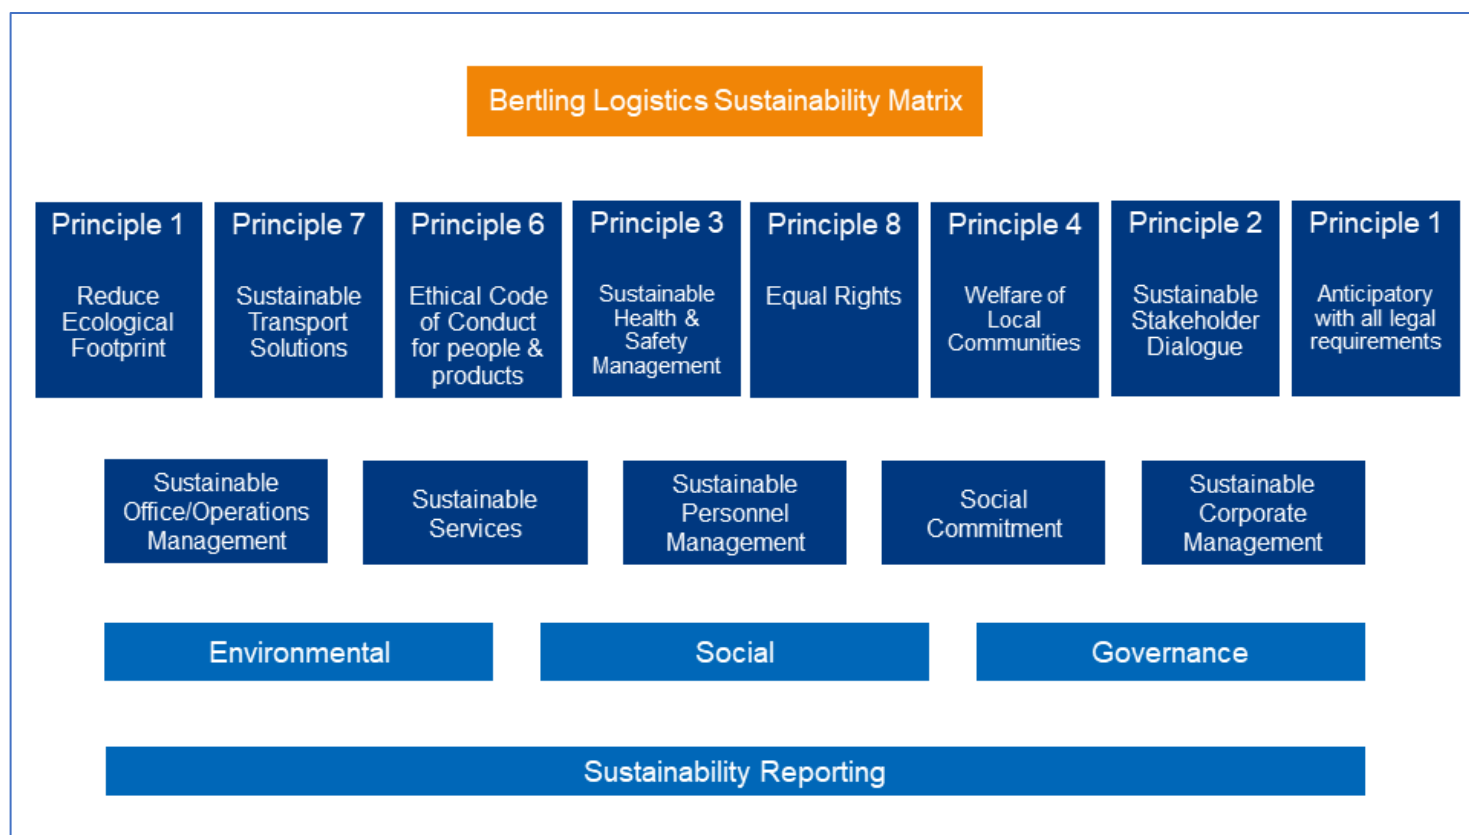 Bertling Logistics Sustainability Matrix
Principle 1
Reduce
Ecological
Footprint
Principle 7
Sustainable
Transport
Solutions
Principle 6
Ethical Code
of Conduct
for people &
products
Principle 3
Sustainable
Health &
Safety
Management
Principle 8
Equal Rights
Principle 4
Welfare of
Local
Communities
Principle 2
Sustainable
Stakeholder
Dialogue
Principle 1
Anticipatory
with all legal
requirements
Sustainable
Office/Operations
Management
Sustainable
Services
Sustainable
Personnel
Management
Social
Commitment
Sustainable
Corporate
Management
Environmental
Social
Governance
Sustainability Reporting